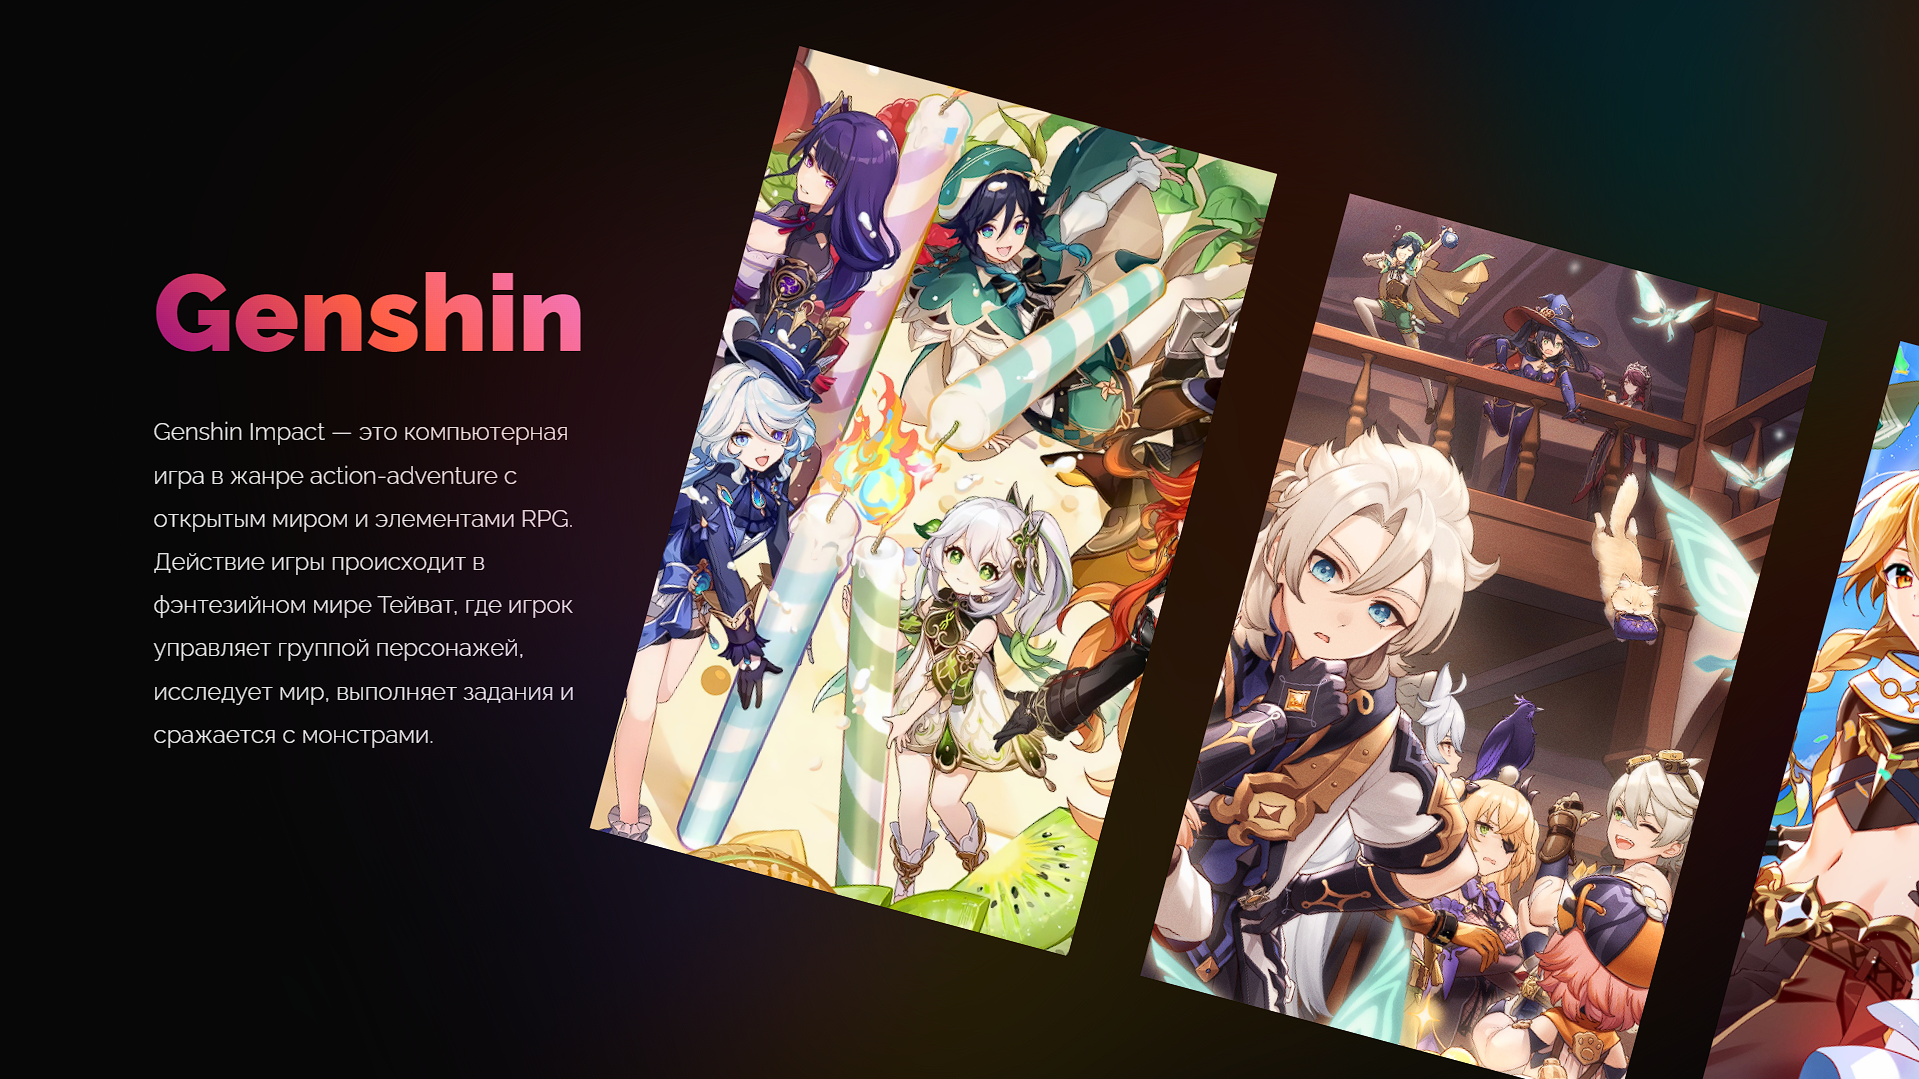 Genshin
Genshin Impact — это компьютерная
игра в жанре action-adventure с
открытым миром и элементами RPG.
Действие игры происходит в
фэнтезийном мире Тейват, где игрок
управляет группой персонажей,
исследует мир, выполняет задания и
сражается с монстрами.